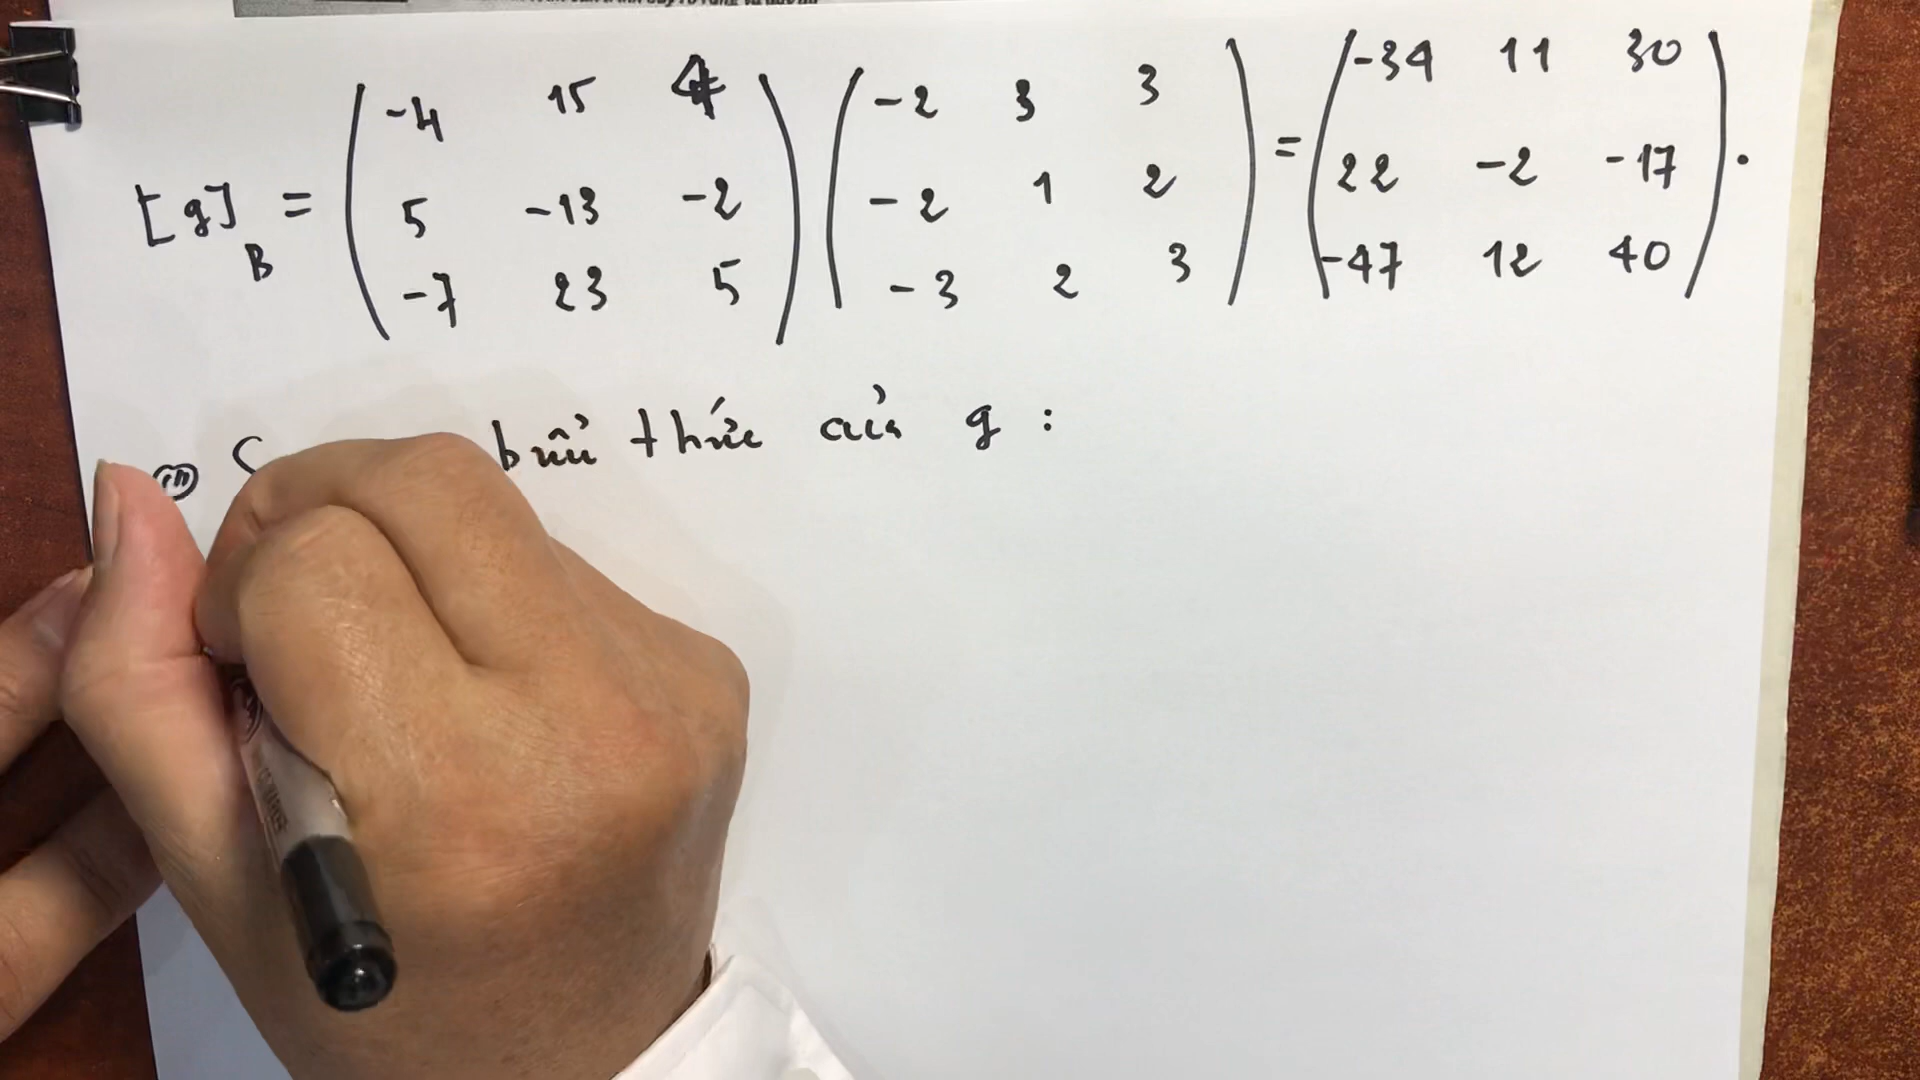 -4 15 4 -2 3 3 -34 11 30
[g]B = 5 -13 -2 -2 1 2 = 22 -2 -17 .
-7 23 5 -3 2 3 -47 12 40
biểu thức của g :